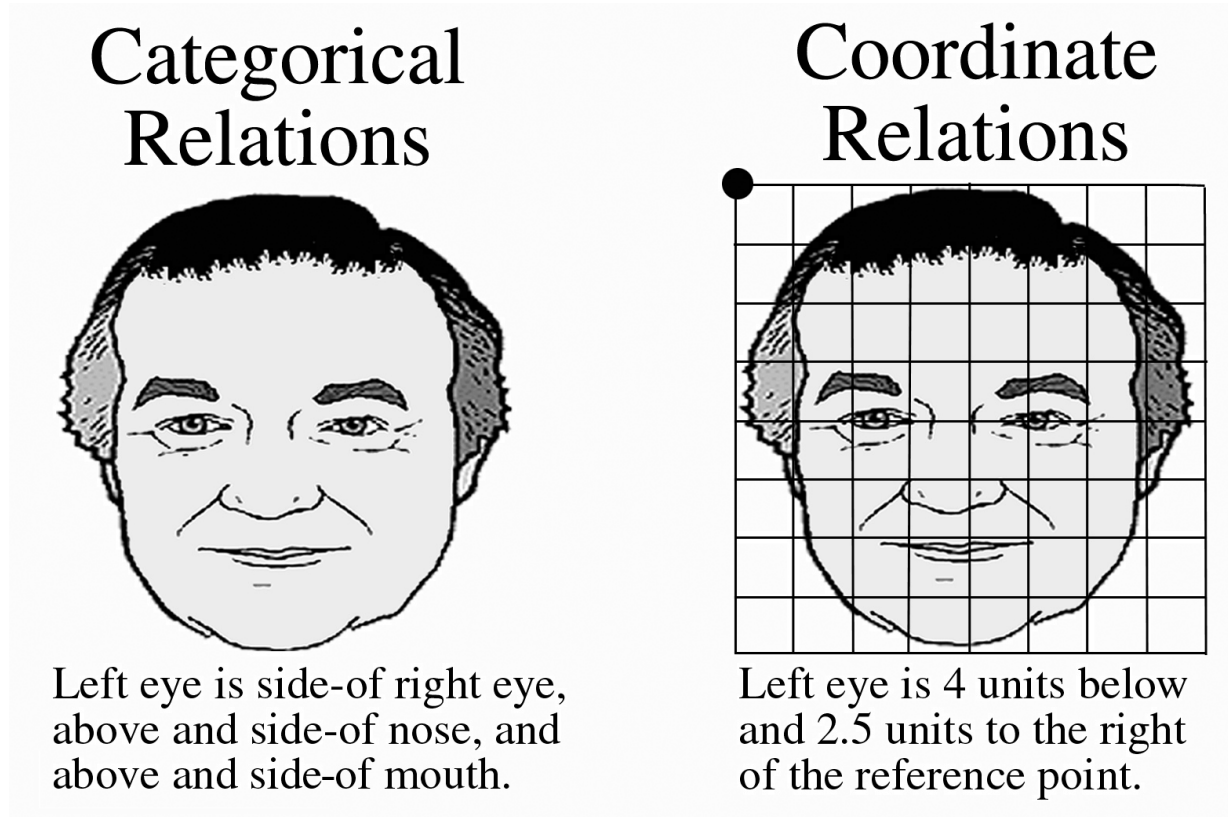 Categorical
Relations
Left eye is side-of right eye,
above and side-of nose, and
above and side-of mouth.
Coordinate
Relations
Left eye is 4 units below
and 2.5 units to the right
of the reference point.